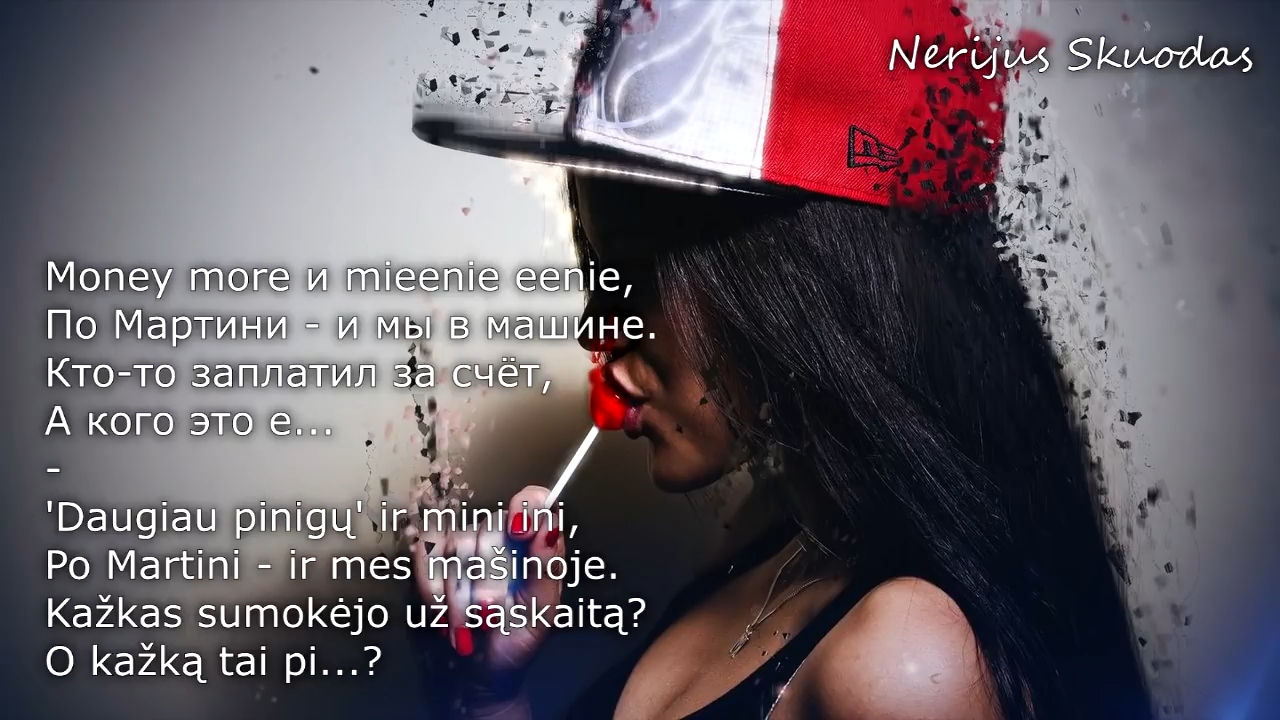 Nerijus Skuodas
Money more и mieenie eenie,
По Мартини - и мы в машине.
Кто-то заплатил за счёт,
А кого это е...
-
'Daugiau pinigų' ir mini ini,
Po Martini - ir mes mašinoje.
Kažkas sumokėjo už sąskaitą?
O kažką tai pi...?